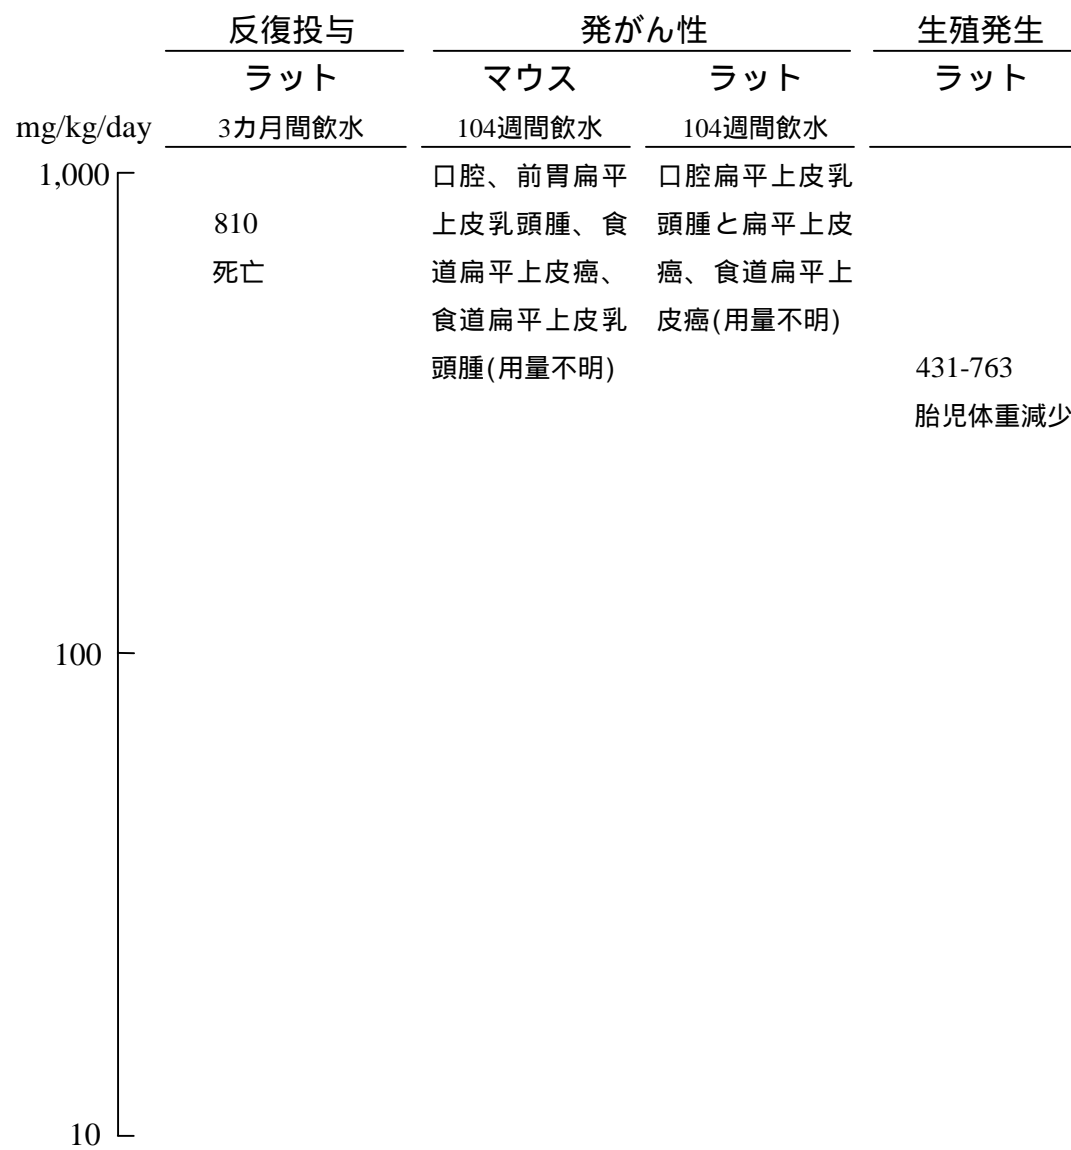 反復投与 発がん性 生殖発生
ラット マウス ラット ラット
mg/kg/day 3カ月間飲水 104週間飲水 104週間飲水
1,000
810
死亡
口腔、前胃扁平
上皮乳頭腫、食
道扁平上皮癌、
食道扁平上皮乳
頭腫(用量不明)
口腔扁平上皮乳
頭腫と扁平上皮
癌、食道扁平上
皮癌(用量不明)
431-763
胎児体重減少
100
10